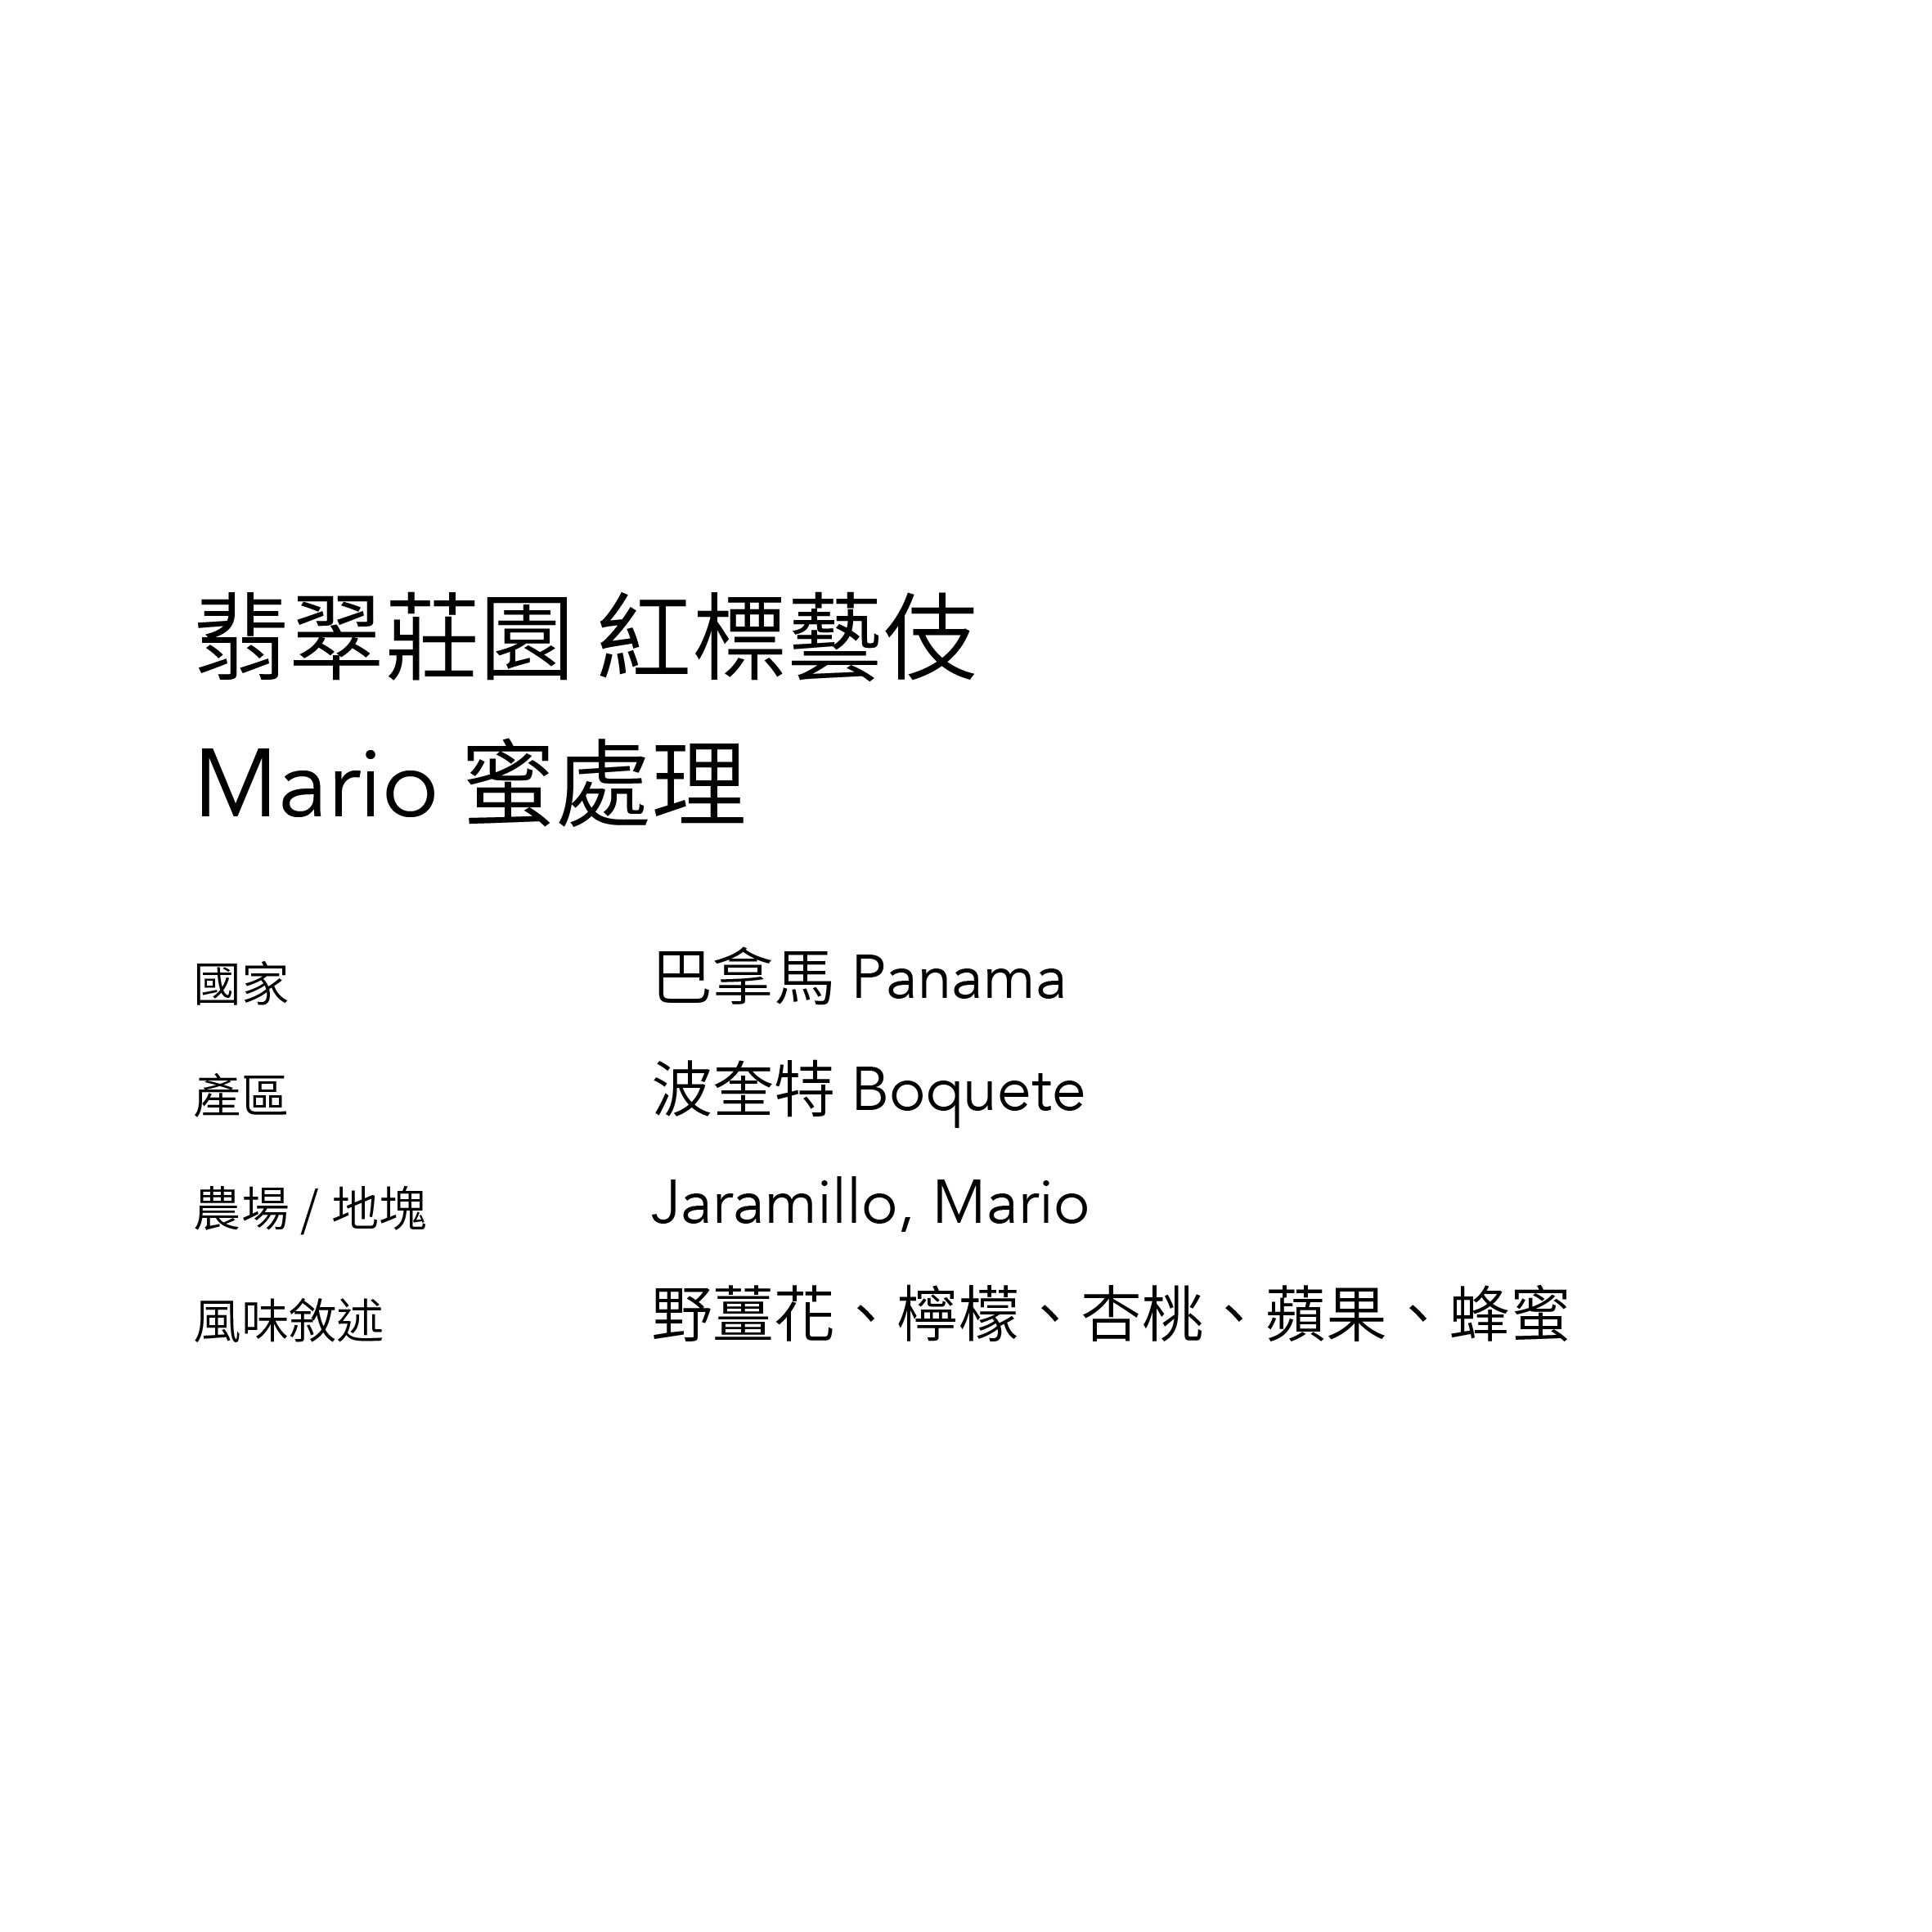 翡翠莊園 紅標藝伎
Mario 蜜處理
國家 巴拿馬 Panama
產區 波奎特 Boquete
農場 / 地塊 Jaramillo, Mario
風味敘述 野薑花、檸檬、杏桃、蘋果、蜂蜜